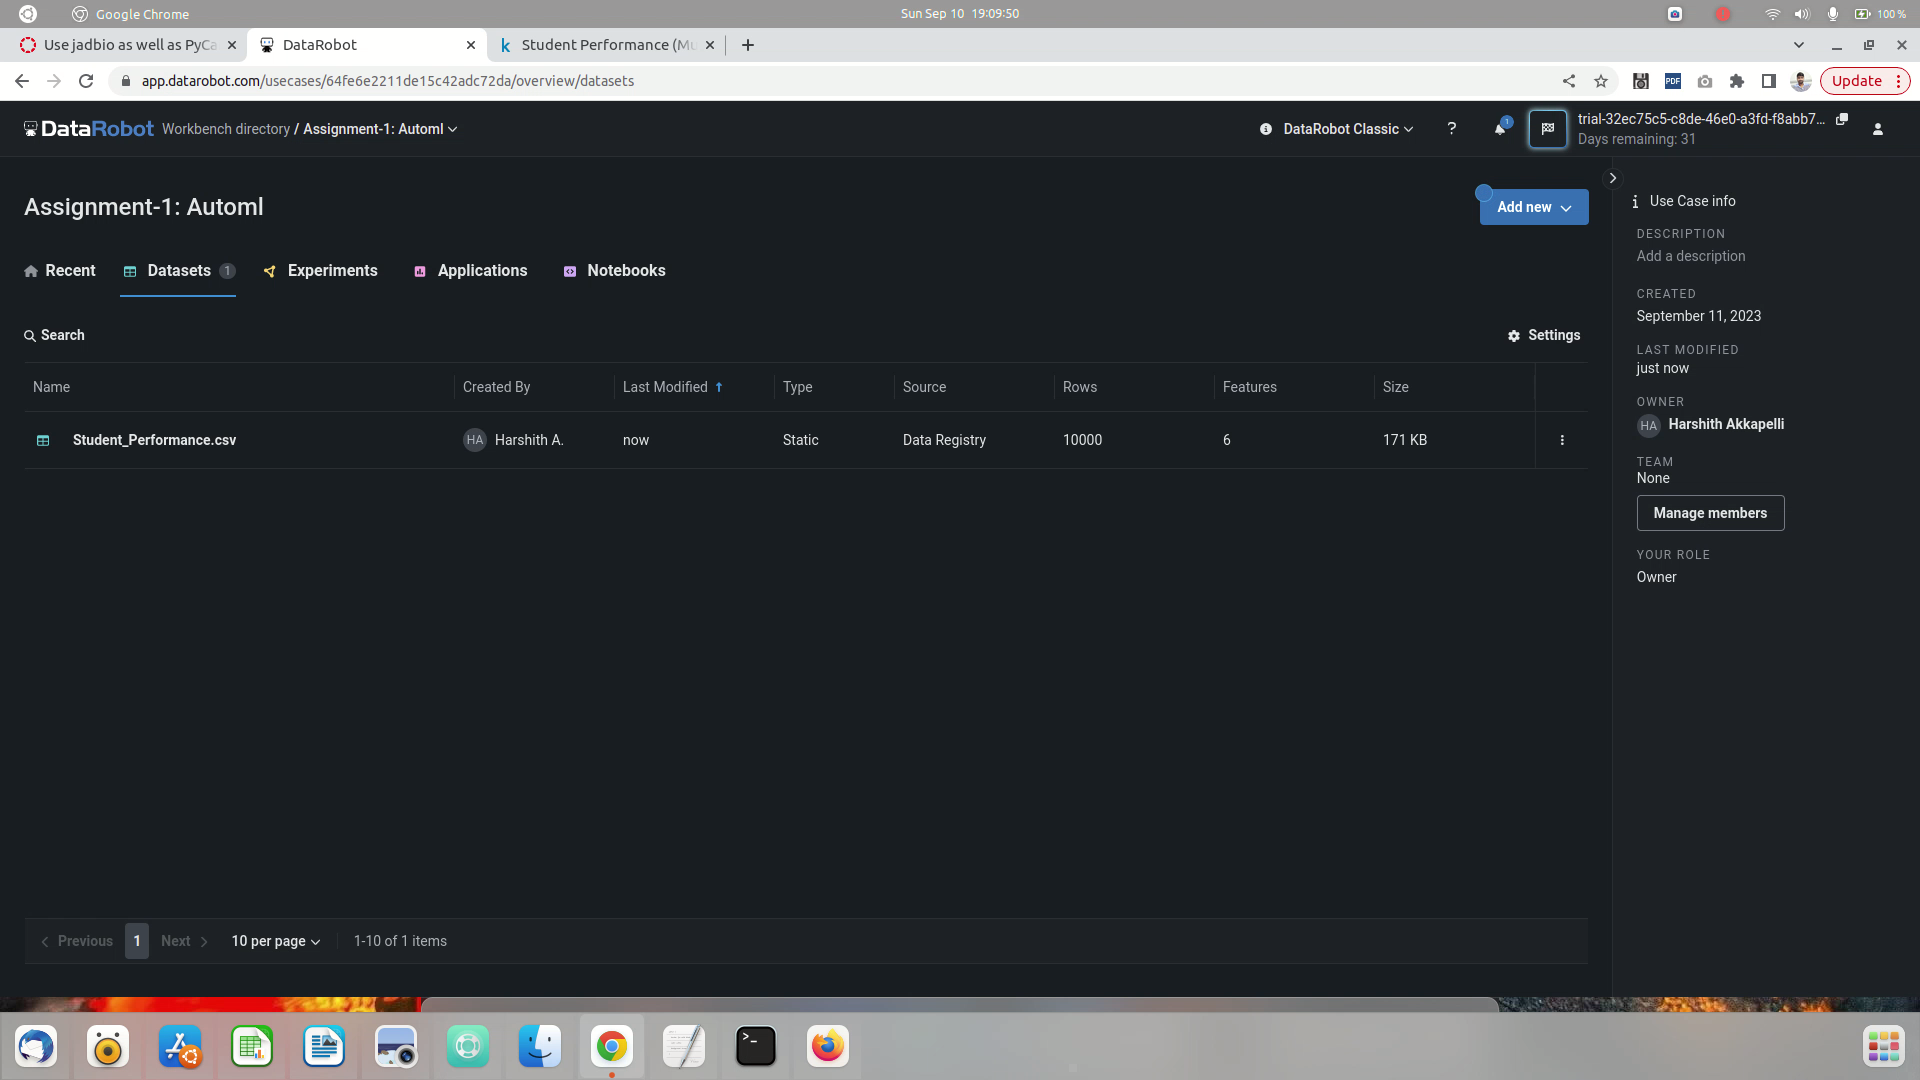 Google Chrome
Sun Sep 10 19:09:50
100 %
Use jadbio as well as PyCa
DataRobot
Student Performance (Mu
app.datarobot.com/usecases/64fe6e2211de15c42adc72da/overview/datasets
PDF
Update
DataRobot
Workbench directory / Assignment-1: Automl
DataRobot Classic
?
1
trial-32ec75c5-c8de-46e0-a3fd-f8abb7...
Days remaining: 31
Assignment-1: Automl
Add new
Recent
Datasets 1
Experiments
Applications
Notebooks
Search
Settings
Name Created By Last Modified Type Source Rows Features Size
Student_Performance.csv HA Harshith A. now Static Data Registry 10000 6 171 KB
Previous 1 Next 10 per page 1-10 of 1 items
Use Case info
DESCRIPTION
Add a description
CREATED
September 11, 2023
LAST MODIFIED
just now
OWNER
HA Harshith Akkapelli
TEAM
None
Manage members
YOUR ROLE
Owner